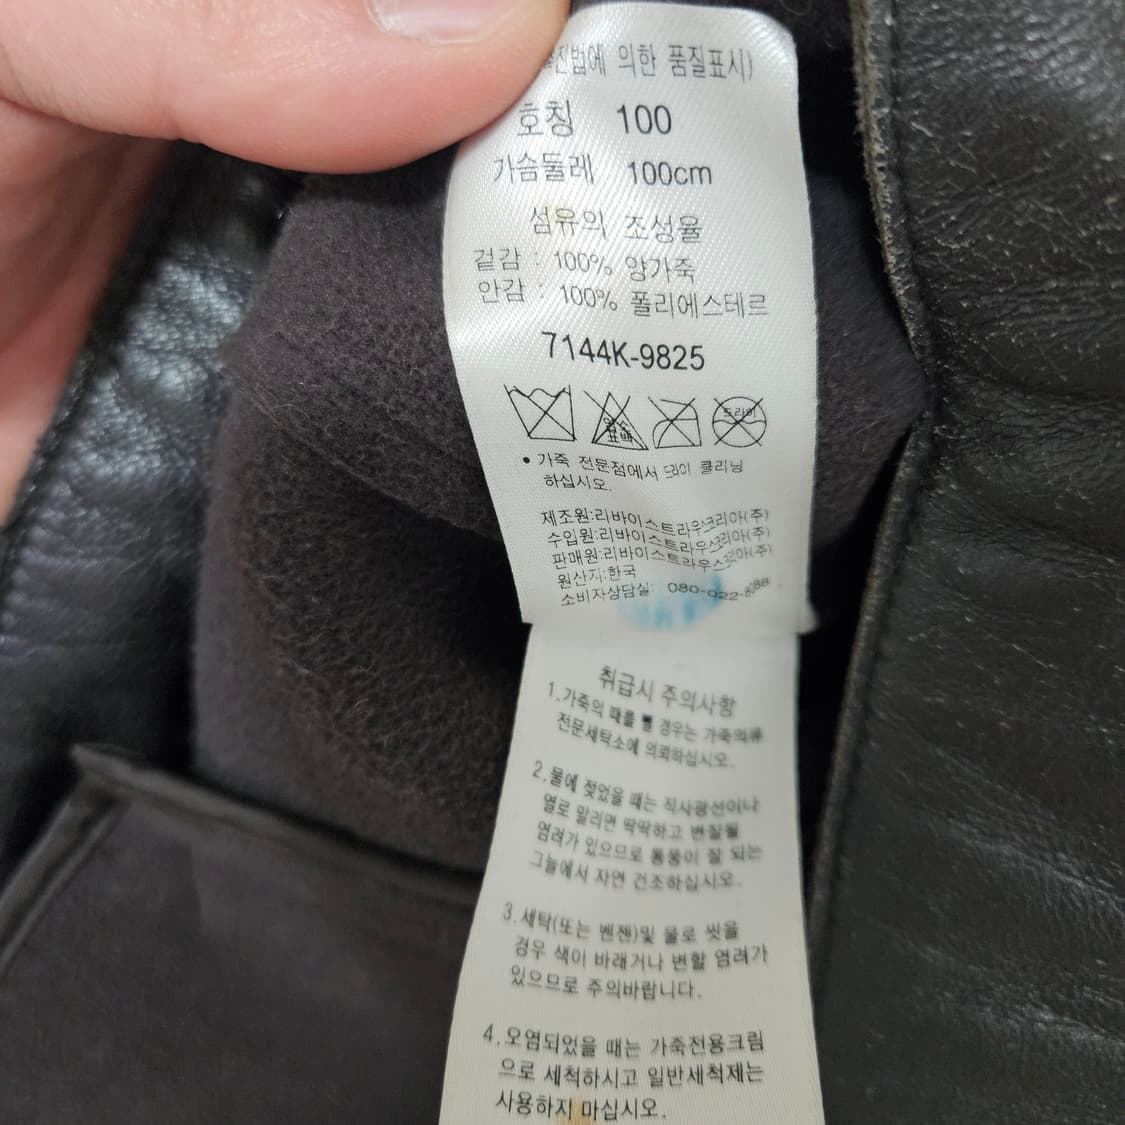 의한 품질표시)
호칭 100
가슴둘레 100cm
섬유의 조성율
겉감 : 100% 양가죽
안감 : 100% 폴리에스테르
7144K-9825
염소표백 드라이
• 가죽 전문점에서 드라이 클리닝
하십시오.
제조원:리바이스트라우스코리아(주)
수입원:리바이스트라우스코리아(주)
판매원:리바이스트라우스코리아(주)
원산지:한국
소비자상담실: 080-022-8088
취급시 주의사항
1.가죽의 때를 뺄 경우는 가죽의류
전문세탁소에 의뢰하십시오.
2.물에 젖었을 때는 직사광선이나
열로 말리면 딱딱하고 변질될
염려가 있으므로 통풍이 잘 되는
그늘에서 자연 건조하십시오.
3.세탁(또는 벤젠)및 물로 씻을
경우 색이 바래거나 변할 염려가
있으므로 주의바랍니다.
4.오염되었을 때는 가죽전용크림
으로 세척하시고 일반세척제는
사용하지 마십시오.